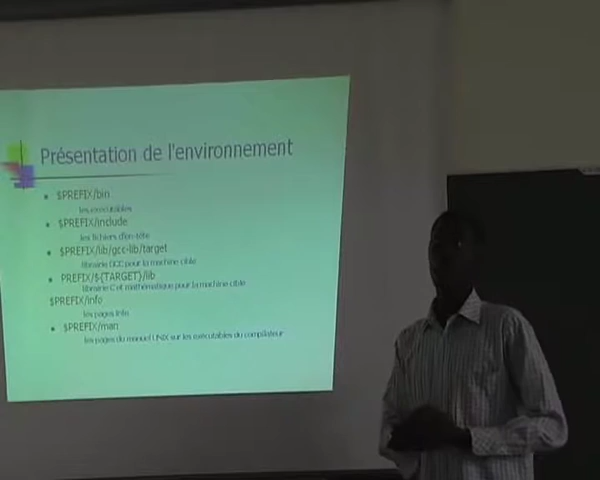 Présentation de l'environnement
$PREFIX/bin
les exécutables
$PREFIX/include
les fichiers d'en-tête
$PREFIX/lib/gcc-lib/target
librairie GCC pour la machine cible
PREFIX/${TARGET}/lib
librairie C et mathématique pour la machine cible
$PREFIX/info
les pages info
$PREFIX/man
les pages du manuel UNIX sur les exécutables du compilateur